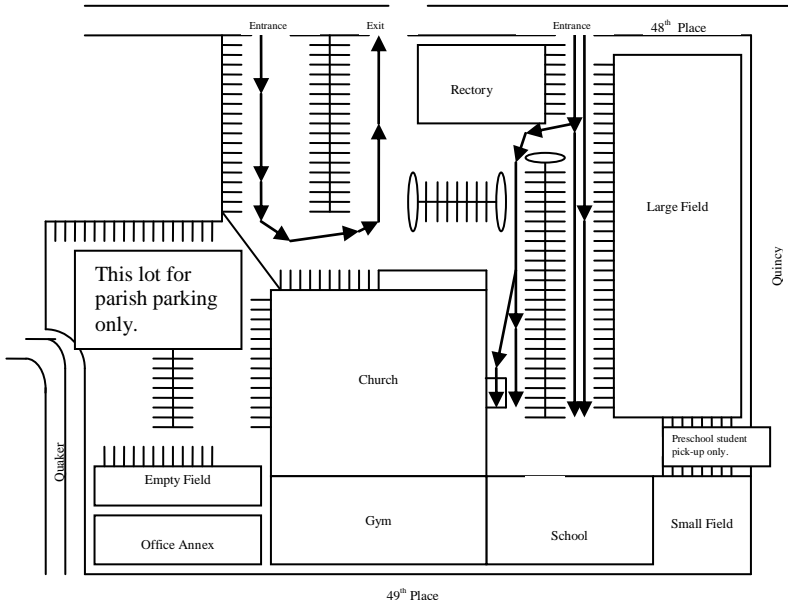 Entrance
Exit
Entrance
48th Place
Rectory
Large Field
Quincy
This lot for
parish parking
only.
Church
Preschool student
pick-up only.
Quaker
Empty Field
Gym
School
Small Field
Office Annex
49th Place